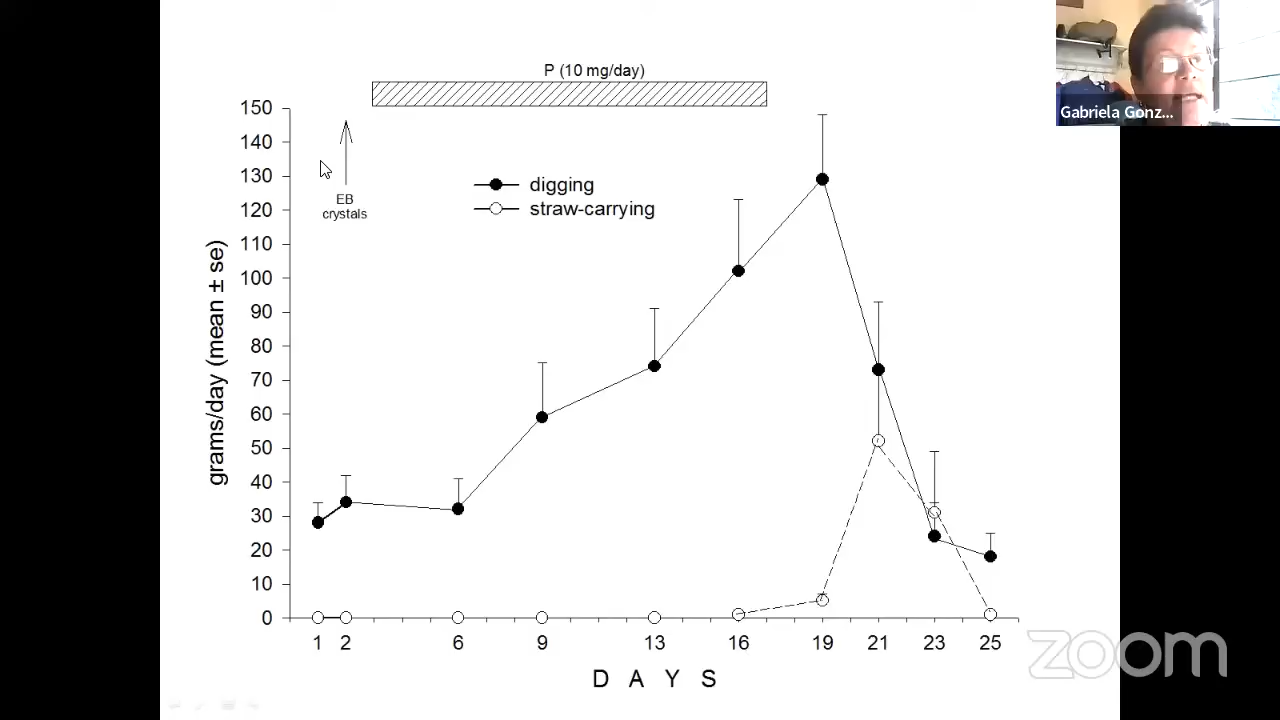 P (10 mg/day)
Gabriela Gonz...
150
140
130
120
110
100
90
80
70
60
50
40
30
20
10
0
grams/day (mean ± se)
EB
crystals
digging
straw-carrying
1 2 6 9 13 16 19 21 23 25
D A Y S
zoom